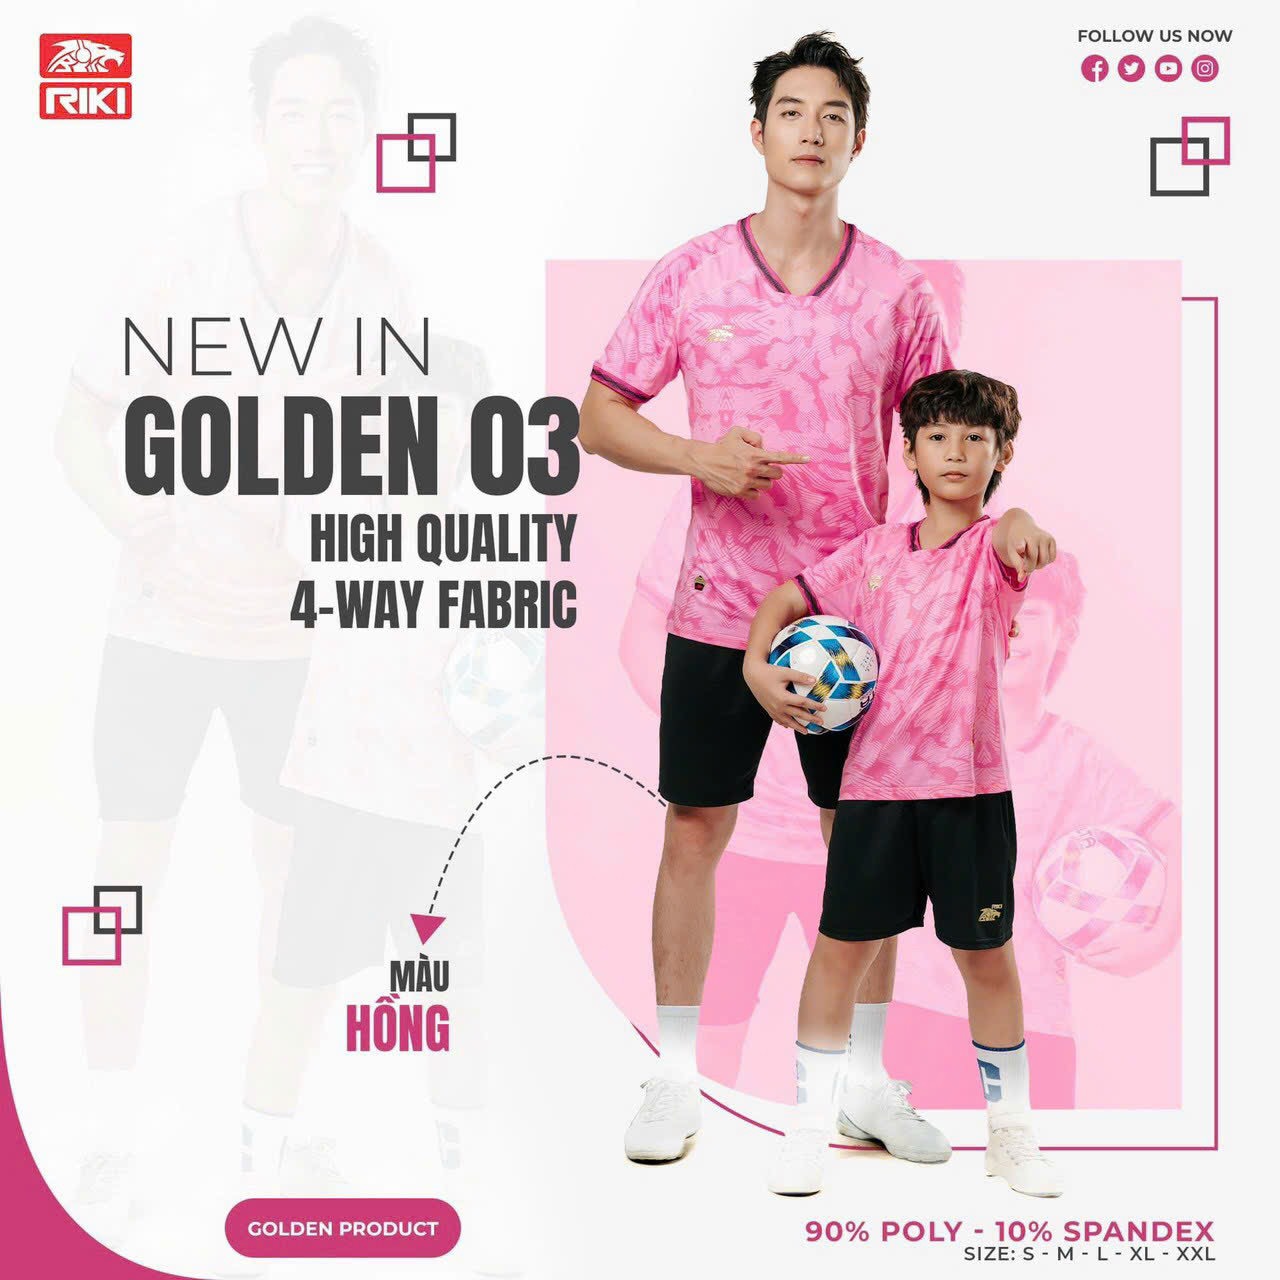 RIKI
FOLLOW US NOW
NEW IN
GOLDEN 03
HIGH QUALITY
4-WAY FABRIC
RIKI
MÀU
HỒNG
GOLDEN PRODUCT
90% POLY - 10% SPANDEX
SIZE: S - M - L - XL - XXL